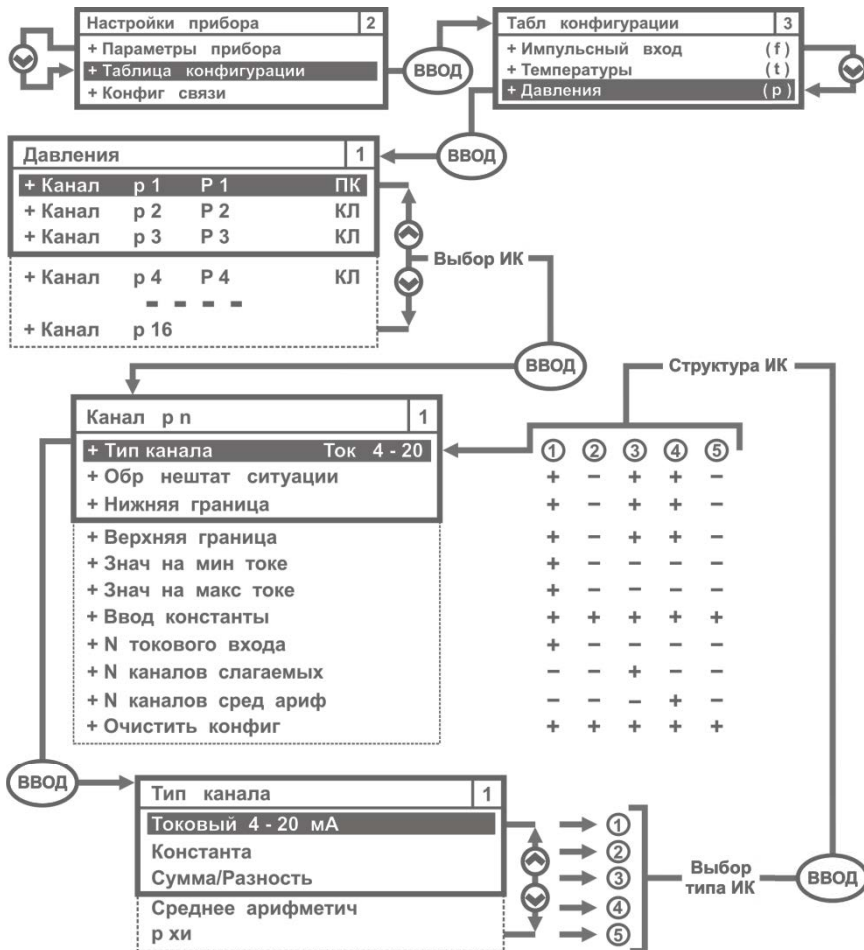 Настройки прибора 2
+ Параметры прибора
+ Таблица конфигурации
+ Конфиг связи
ВВОД
Табл конфигурации 3
+ Импульсный вход (f)
+ Температуры (t)
+ Давления (p)
ВВОД
Давления 1
+ Канал p 1 P 1 ПК
+ Канал p 2 P 2 КЛ
+ Канал p 3 P 3 КЛ
+ Канал p 4 P 4 КЛ
- - - -
+ Канал p 16
Выбор ИК
ВВОД
Структура ИК
Канал p n 1
+ Тип канала Ток 4 - 20 ① ② ③ ④ ⑤
+ Обр нештат ситуации + − + + −
+ Нижняя граница + − + + −
+ Верхняя граница + − + + −
+ Знач на мин токе + − − − −
+ Знач на макс токе + − − − −
+ Ввод константы + + + + +
+ N токового входа + − − − −
+ N каналов слагаемых − − + − −
+ N каналов сред ариф − − − + −
+ Очистить конфиг + + + + +
ВВОД
Тип канала 1
Токовый 4 - 20 мА ①
Константа ②
Сумма/Разность ③
Среднее арифметич ④
р хи ⑤
Выбор
типа ИК
ВВОД